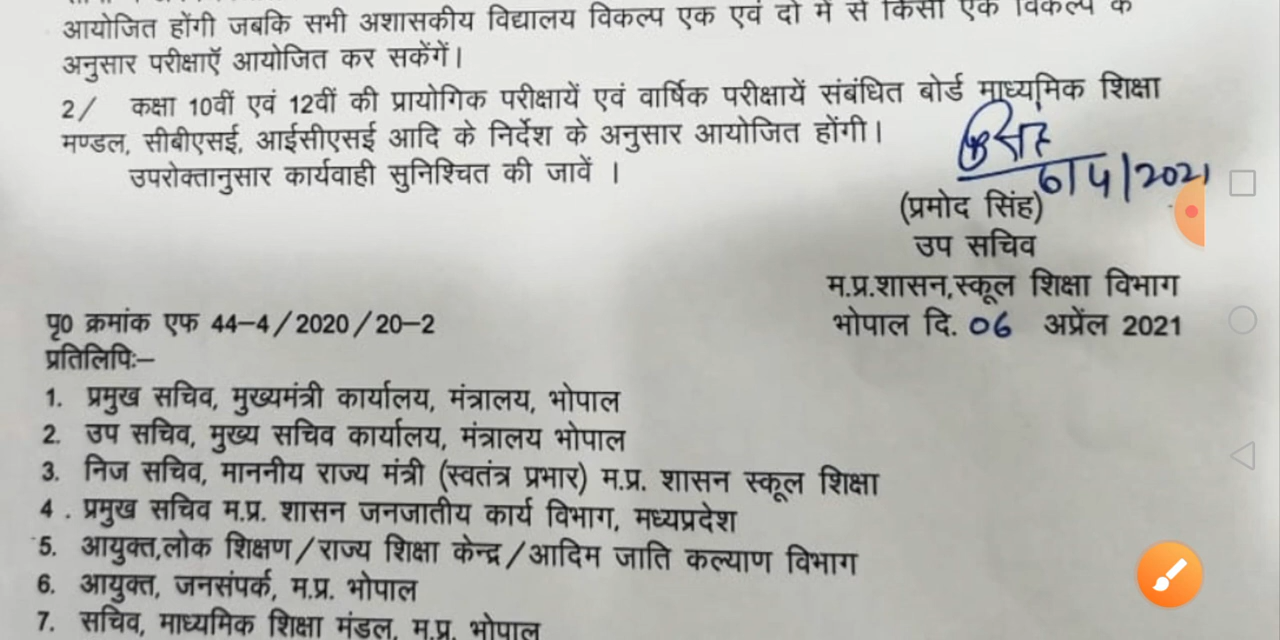 आयोजित होंगी जबकि सभी अशासकीय विद्यालय विकल्प एक एवं दो में से किसी एक विकल्प के
अनुसार परीक्षाऍं आयोजित कर सकेंगें।
2/ कक्षा 10वीं एवं 12वीं की प्रायोगिक परीक्षायें एवं वार्षिक परीक्षायें संबंधित बोर्ड माध्यमिक शिक्षा
मण्डल, सीबीएसई, आईसीएसई आदि के निर्देश के अनुसार आयोजित होंगी।
उपरोक्तानुसार कार्यवाही सुनिश्चित की जावें ।
6/4/2021
(प्रमोद सिंह)
उप सचिव
म.प्र.शासन,स्कूल शिक्षा विभाग
पृ0 क्रमांक एफ 44–4/2020/20–2
भोपाल दि. 06 अप्रेंल 2021
प्रतिलिपिः–
1. प्रमुख सचिव, मुख्यमंत्री कार्यालय, मंत्रालय, भोपाल
2. उप सचिव, मुख्य सचिव कार्यालय, मंत्रालय भोपाल
3. निज सचिव, माननीय राज्य मंत्री (स्वतंत्र प्रभार) म.प्र. शासन स्कूल शिक्षा
4 . प्रमुख सचिव म.प्र. शासन जनजातीय कार्य विभाग, मध्यप्रदेश
5. आयुक्त,लोक शिक्षण/राज्य शिक्षा केन्द्र/आदिम जाति कल्याण विभाग
6. आयुक्त, जनसंपर्क, म.प्र. भोपाल
7. सचिव, माध्यमिक शिक्षा मंडल, म.प्र. भोपाल